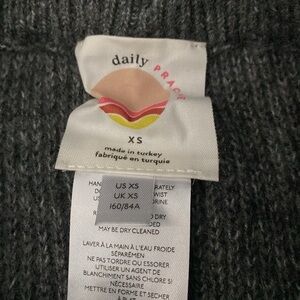 daily
XS
made in turkey
fabriqué en turquie
US XS
UK XS
160/84A
MAY BE DRY CLEANED
LAVER À LA MAIN À L'EAU FROIDE
SÉPARÉMEN
NE PAS TORDRE OU ESSORER
UTILISER UN AGENT DE
BLANCHIMENT SANS CHLORE SI
NÉCESSAIRE
METTRE EN FORME ET SECHER